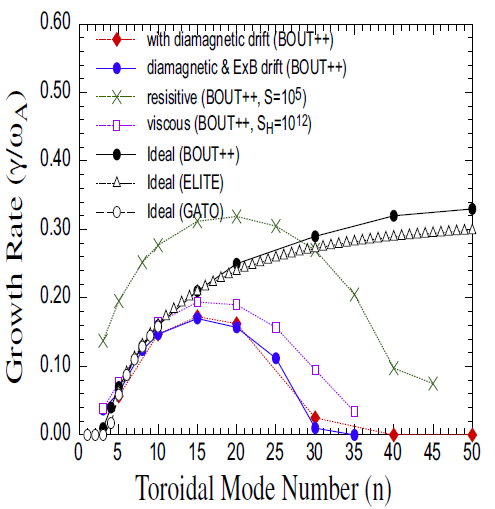 0.60
with diamagnetic drift (BOUT++)
diamagnetic & ExB drift (BOUT++)
resisitive (BOUT++, S=10⁵)
viscous (BOUT++, S_H=10¹²)
Ideal (BOUT++)
Ideal (ELITE)
Ideal (GATO)
0.50
0.40
0.30
0.20
0.10
0.00
Growth Rate (γ/ω_A)
0 5 10 15 20 25 30 35 40 45 50
Toroidal Mode Number (n)